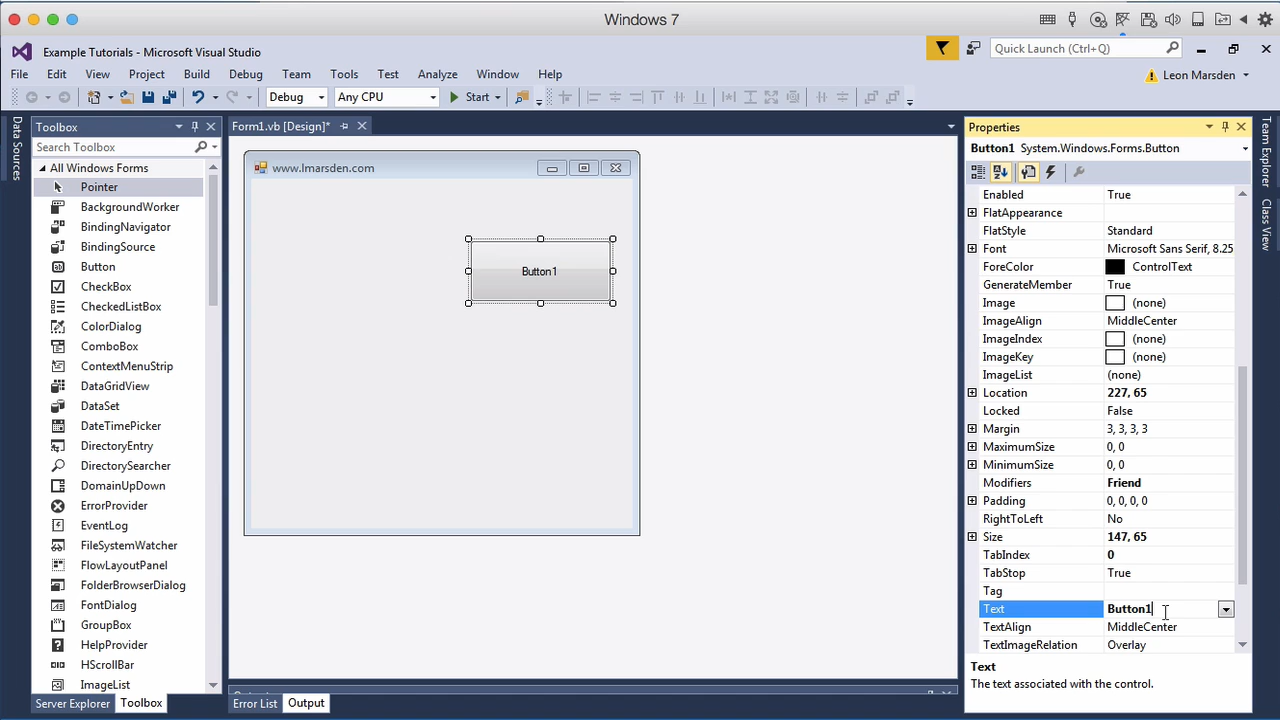 Windows 7
Example Tutorials - Microsoft Visual Studio
Quick Launch (Ctrl+Q)
File Edit View Project Build Debug Team Tools Test Analyze Window Help
Leon Marsden
Debug Any CPU Start
Data Sources
Toolbox
Search Toolbox
All Windows Forms
Pointer
BackgroundWorker
BindingNavigator
BindingSource
Button
CheckBox
CheckedListBox
ColorDialog
ComboBox
ContextMenuStrip
DataGridView
DataSet
DateTimePicker
DirectoryEntry
DirectorySearcher
DomainUpDown
ErrorProvider
EventLog
FileSystemWatcher
FlowLayoutPanel
FolderBrowserDialog
FontDialog
GroupBox
HelpProvider
HScrollBar
ImageList
Server Explorer Toolbox
Form1.vb [Design]*
www.lmarsden.com
Button1
Error List Output
Properties
Button1 System.Windows.Forms.Button
Enabled True
FlatAppearance
FlatStyle Standard
Font Microsoft Sans Serif, 8.25
ForeColor ControlText
GenerateMember True
Image (none)
ImageAlign MiddleCenter
ImageIndex (none)
ImageKey (none)
ImageList (none)
Location 227, 65
Locked False
Margin 3, 3, 3, 3
MaximumSize 0, 0
MinimumSize 0, 0
Modifiers Friend
Padding 0, 0, 0, 0
RightToLeft No
Size 147, 65
TabIndex 0
TabStop True
Tag
Text Button1
TextAlign MiddleCenter
TextImageRelation Overlay
Text
The text associated with the control.
Team Explorer
Class View